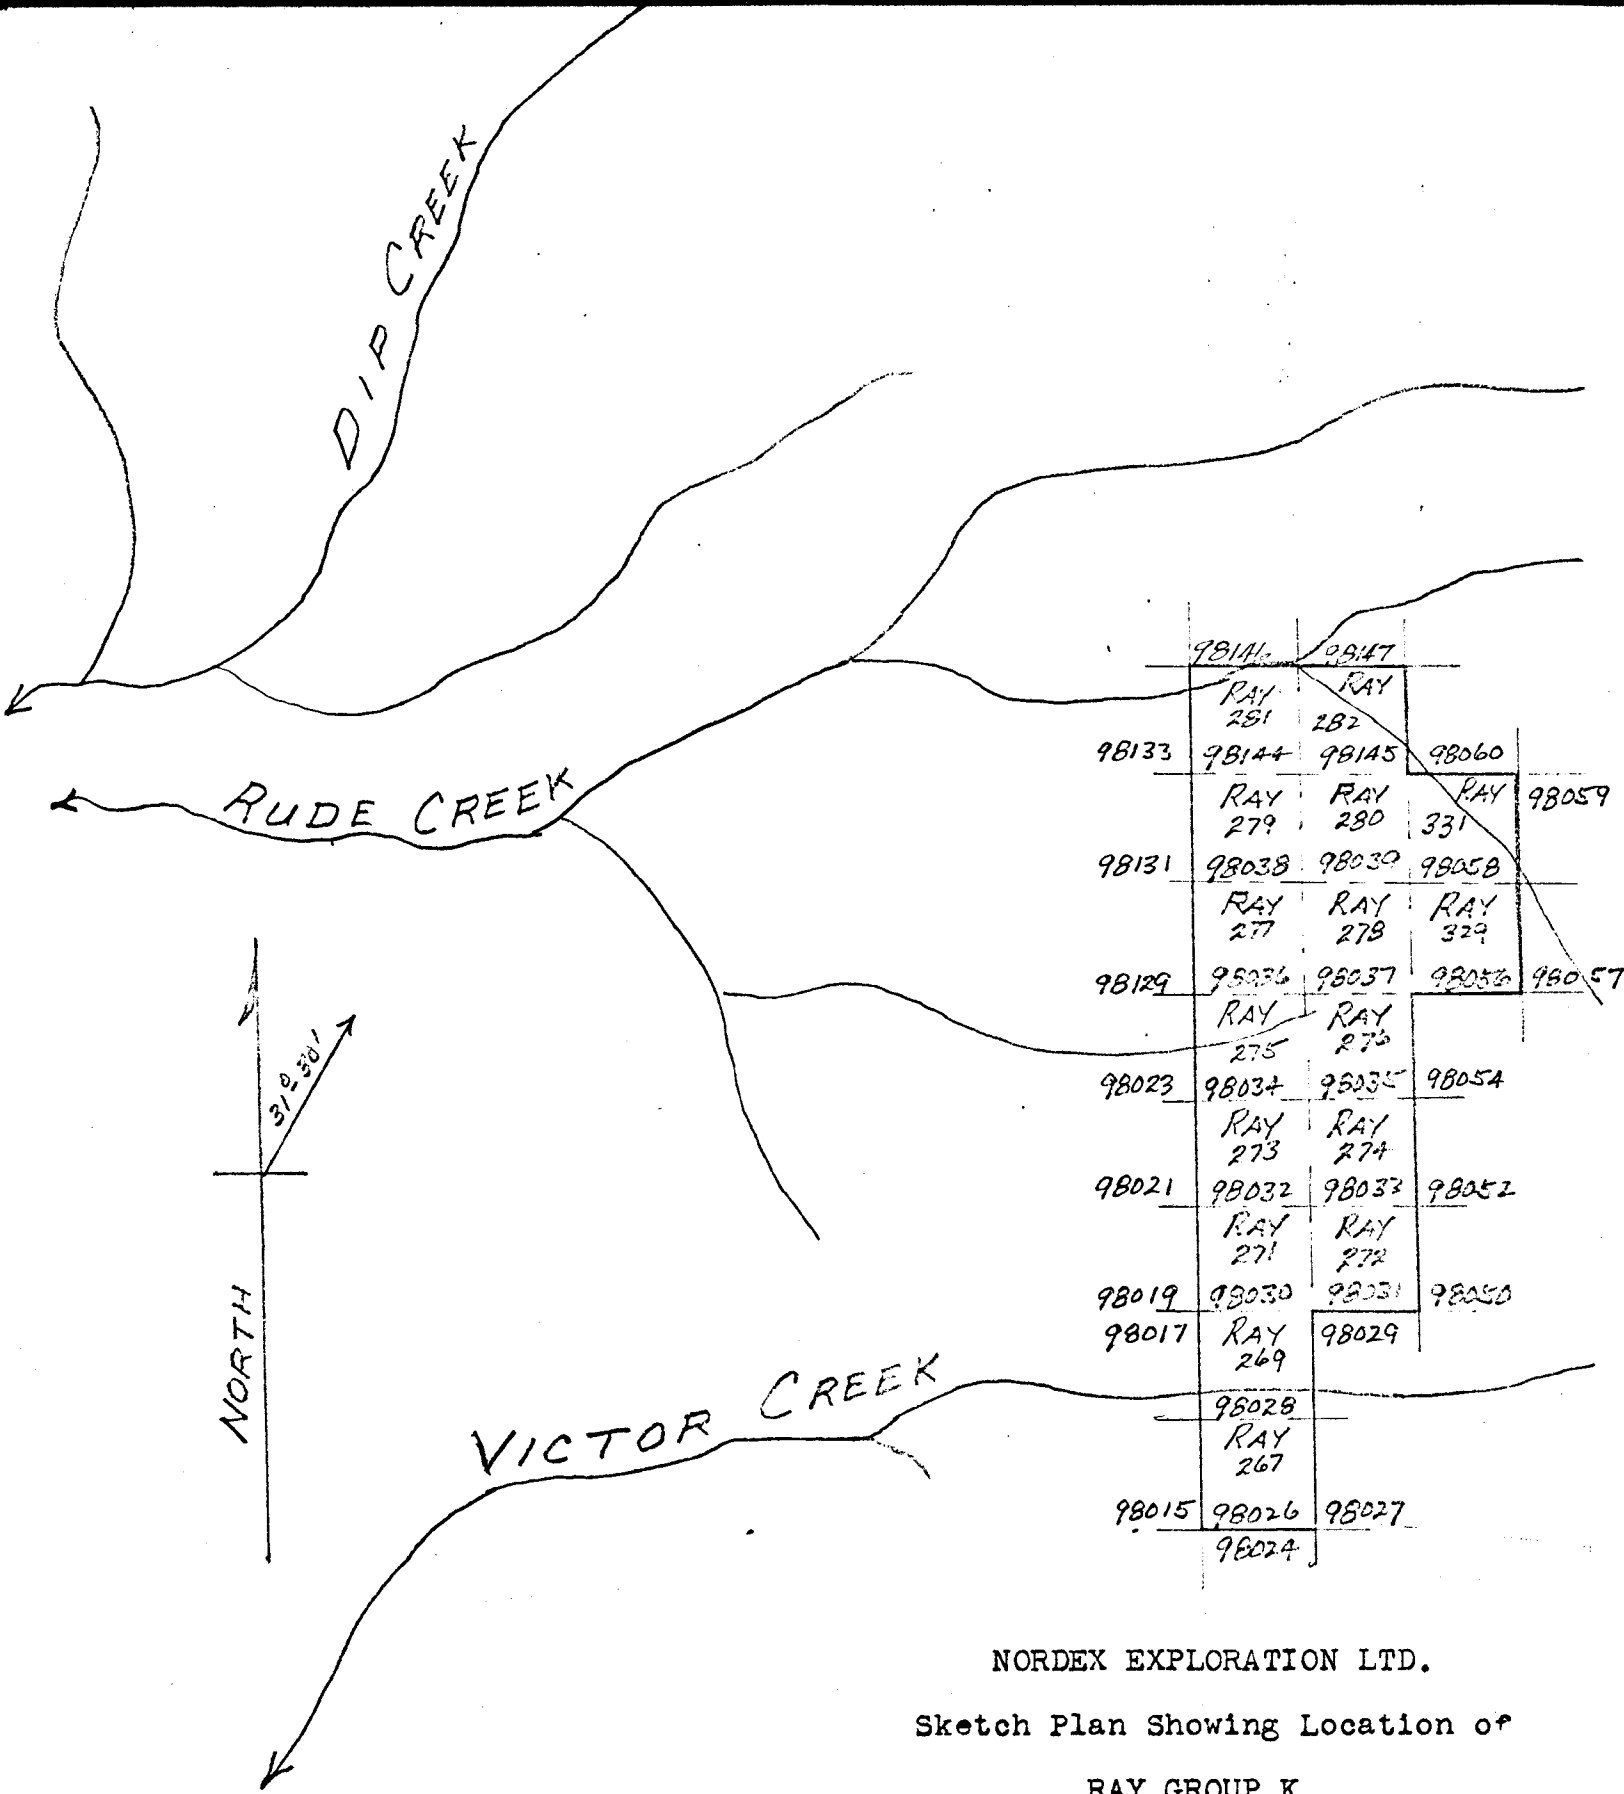 DIP CREEK
98146 98147
RAY RAY
281 282
98133 98144 98145 98060
RAY RAY RAY 98059
279 280 331
RUDE CREEK
98131 98038 98039 98058
RAY RAY RAY
277 278 329
98129 98036 98037 98056 98057
RAY RAY
275 276
31º30'
98023 98034 98035 98054
RAY RAY
273 274
98021 98032 98033 98052
RAY RAY
271 272
98019 98030 98031 98050
98017 RAY 98029
269
NORTH
VICTOR CREEK
98028
RAY
267
98015 98026 98027
98024
NORDEX EXPLORATION LTD.
Sketch Plan Showing Location of
RAY GROUP K